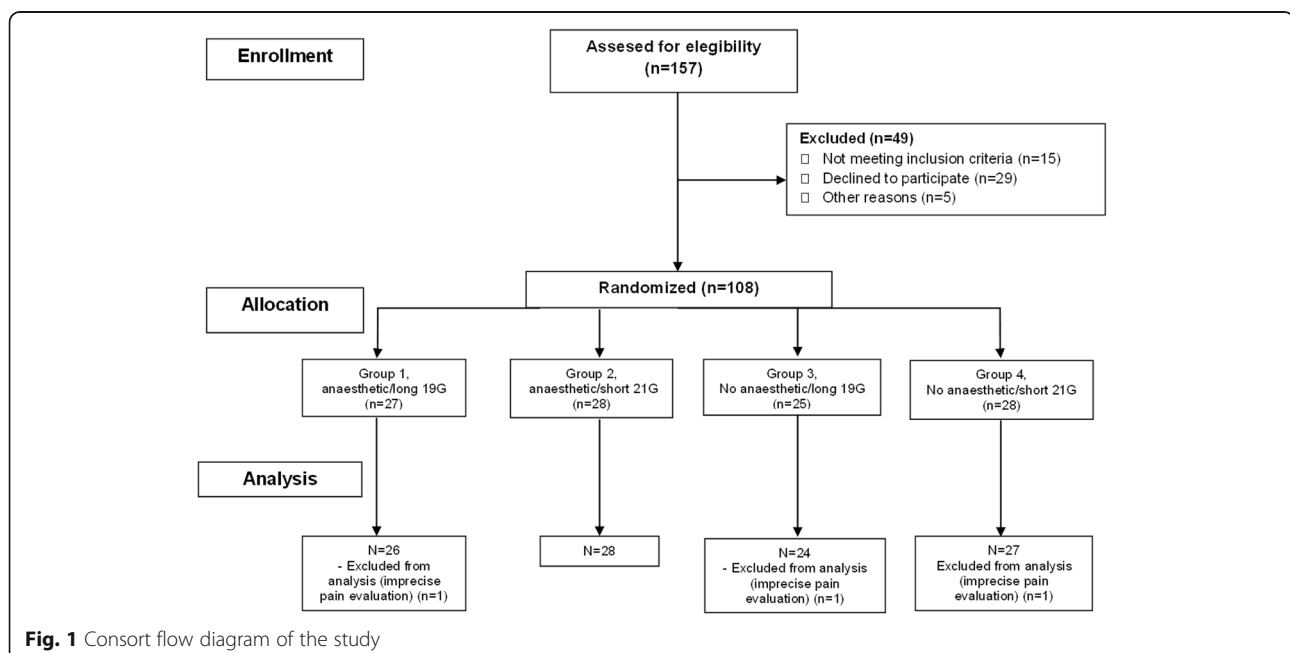 Enrollment
Assesed for elegibility
(n=157)
Excluded (n=49)
Not meeting inclusion criteria (n=15)
Declined to participate (n=29)
Other reasons (n=5)
Randomized (n=108)
Allocation
Group 1,
anaesthetic/long 19G
(n=27)
Group 2,
anaesthetic/short 21G
(n=28)
Group 3,
No anaesthetic/long 19G
(n=25)
Group 4,
No anaesthetic/short 21G
(n=28)
Analysis
N=26
- Excluded from
analysis (imprecise
pain evaluation) (n=1)
N=28
N=24
- Excluded from analysis
(imprecise pain
evaluation) (n=1)
N=27
Excluded from analysis
(imprecise pain
evaluation) (n=1)
Fig. 1 Consort flow diagram of the study